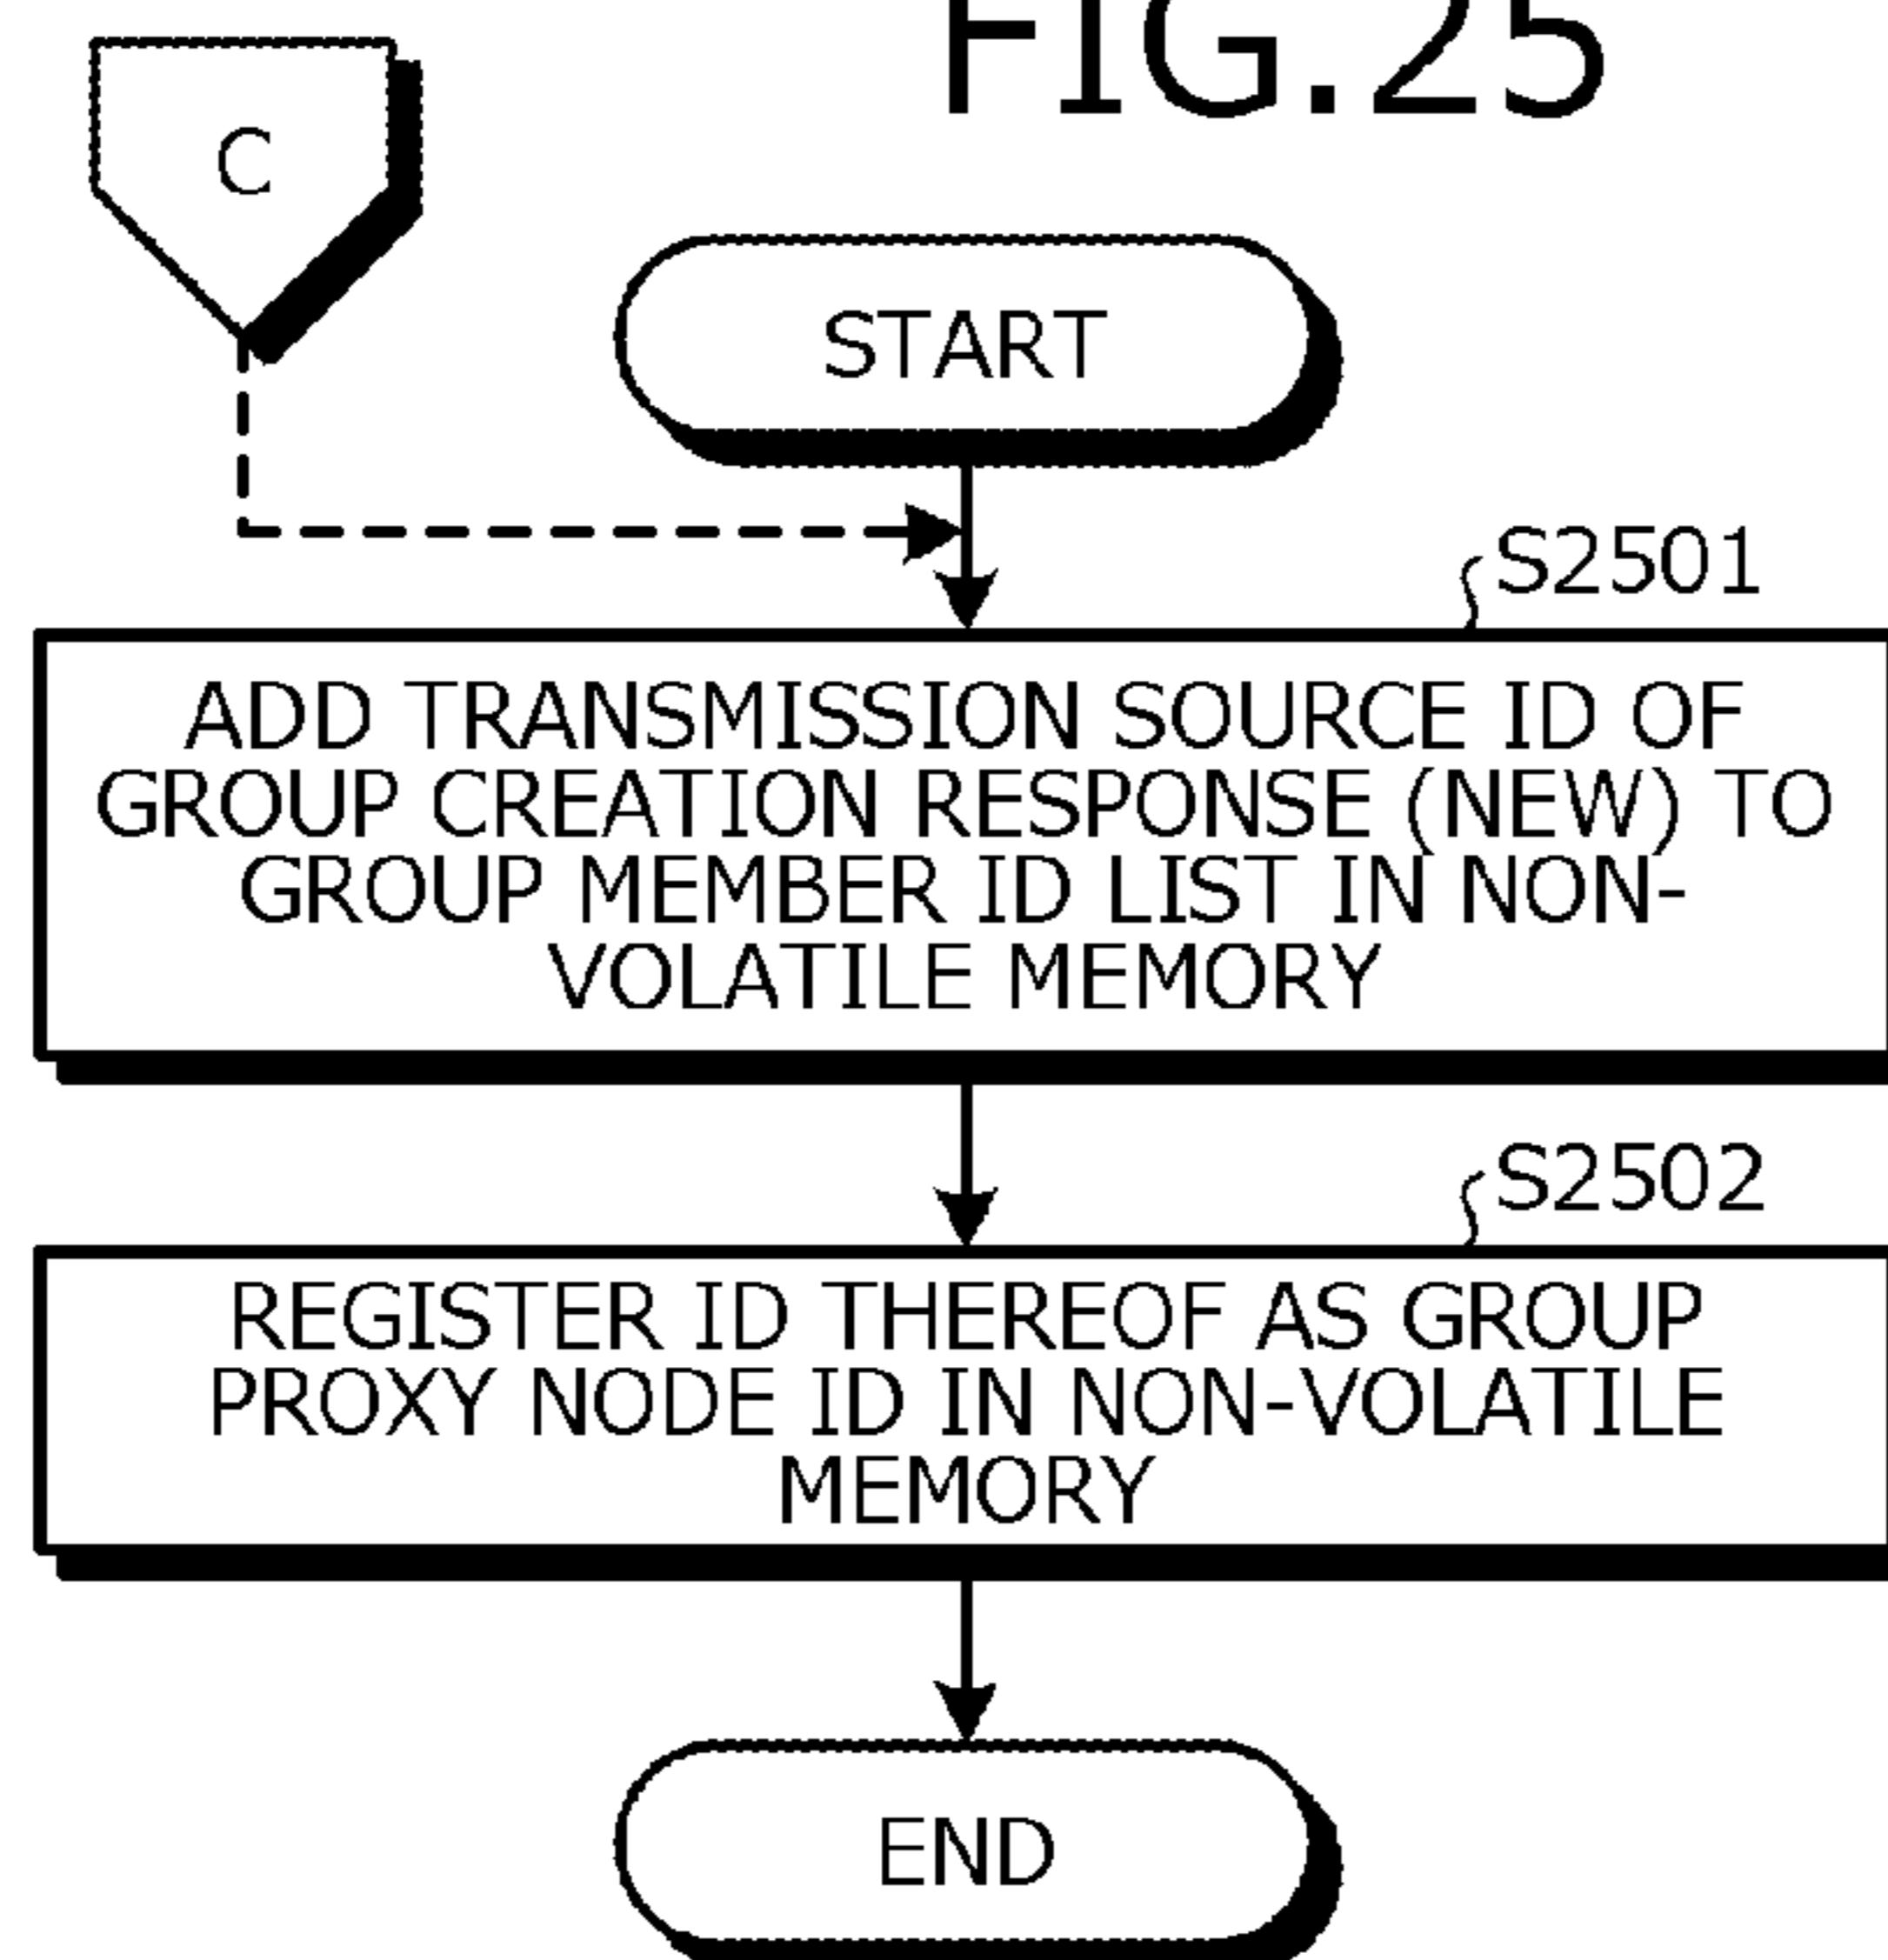 FIG.25
C
START
S2501
ADD TRANSMISSION SOURCE ID OF
GROUP CREATION RESPONSE (NEW) TO
GROUP MEMBER ID LIST IN NON-
VOLATILE MEMORY
S2502
REGISTER ID THEREOF AS GROUP
PROXY NODE ID IN NON-VOLATILE
MEMORY
END